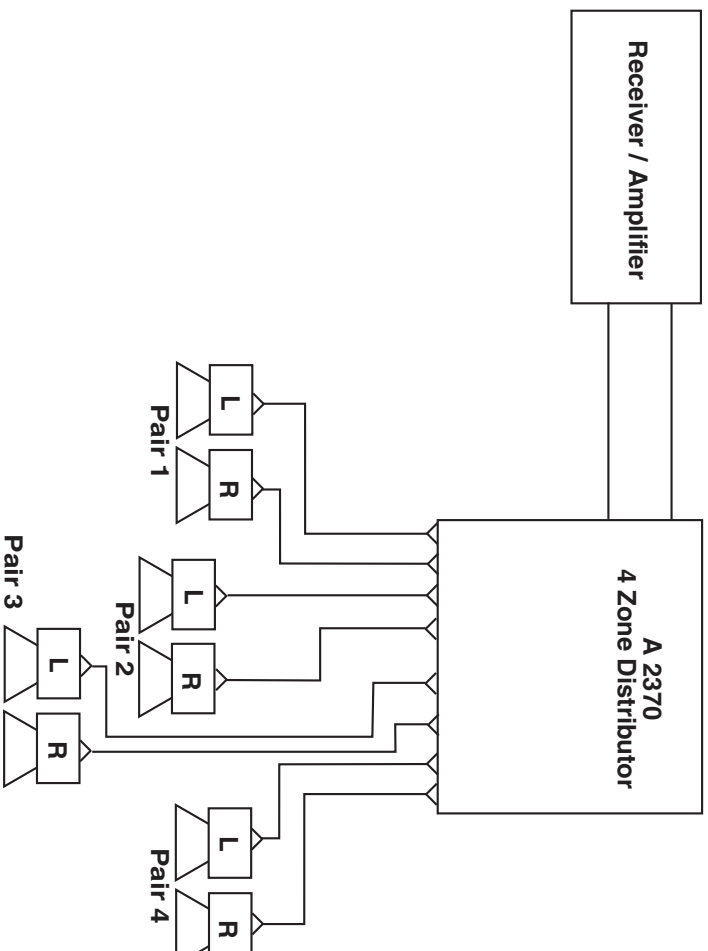 Receiver / Amplifier
A 2370
4 Zone Distributor
L
R
Pair 1
L
R
Pair 2
L
R
Pair 3
L
R
Pair 4